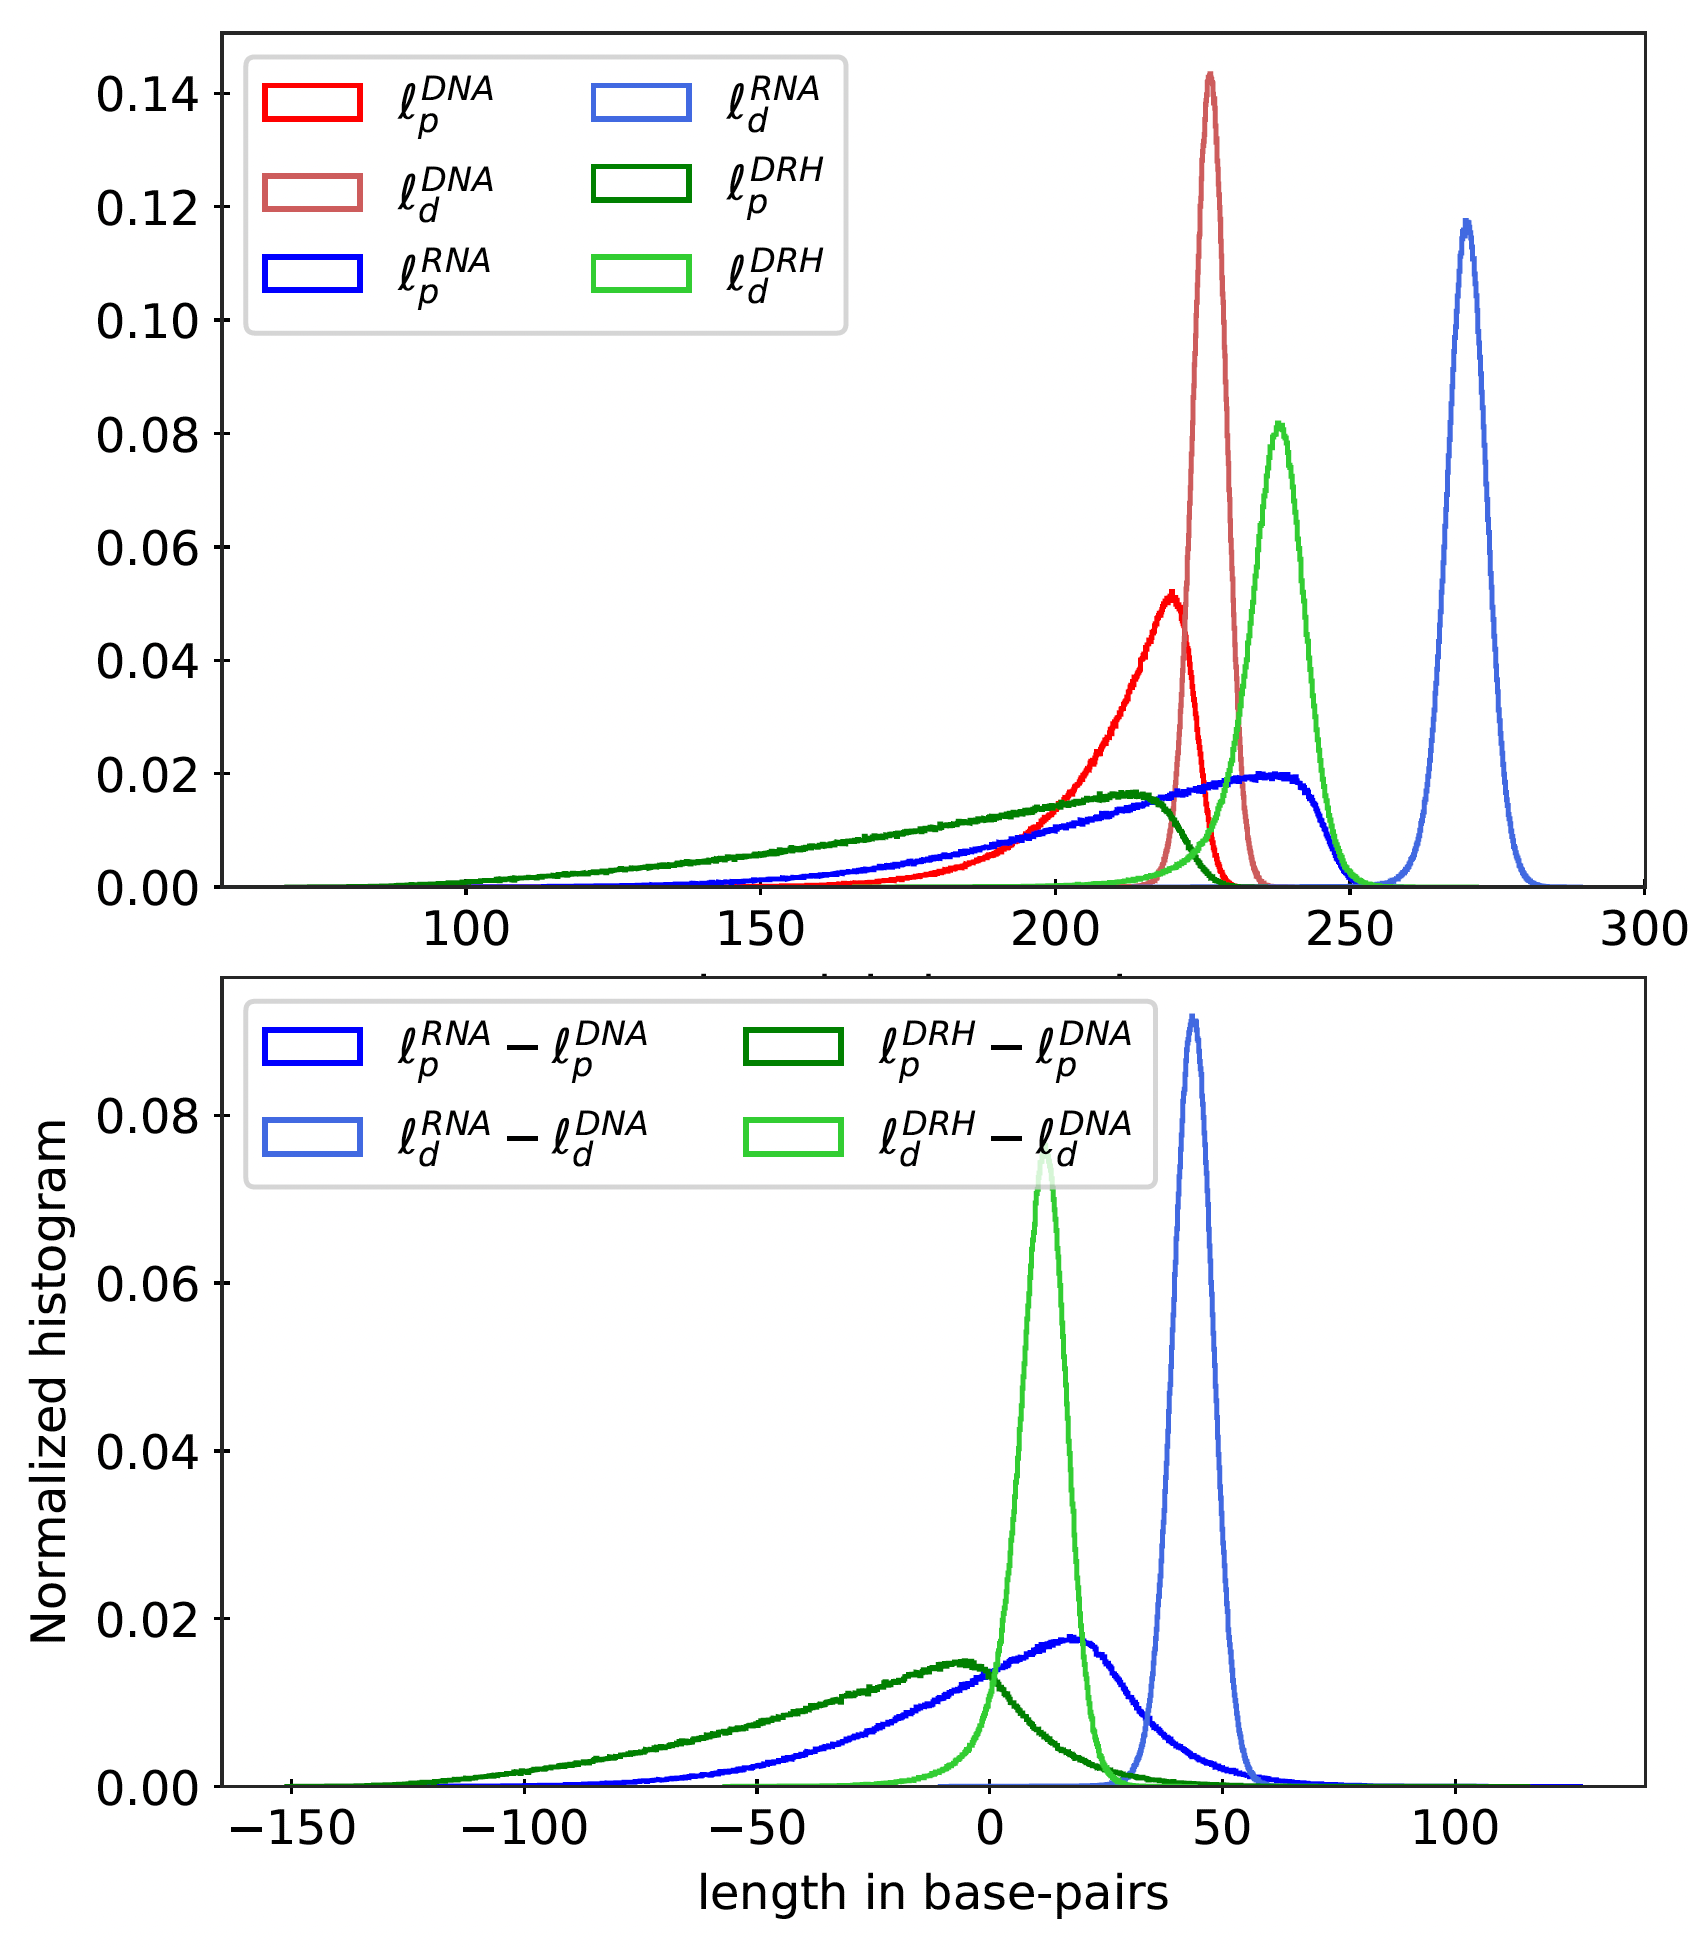 0.14
0.12
0.10
0.08
0.06
0.04
0.02
0.00
ℓ_p^{DNA} ℓ_d^{RNA}
ℓ_d^{DNA} ℓ_p^{DRH}
ℓ_p^{RNA} ℓ_d^{DRH}
100 150 200 250 300
Normalized histogram
0.08
0.06
0.04
0.02
0.00
ℓ_p^{RNA} − ℓ_p^{DNA} ℓ_p^{DRH} − ℓ_p^{DNA}
ℓ_d^{RNA} − ℓ_d^{DNA} ℓ_d^{DRH} − ℓ_d^{DNA}
−150 −100 −50 0 50 100
length in base-pairs